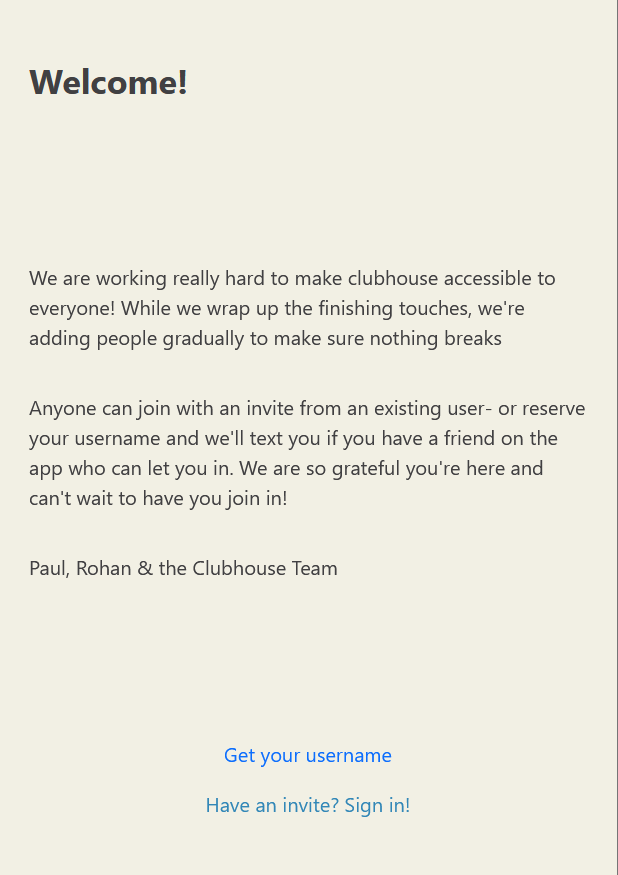 Welcome!
We are working really hard to make clubhouse accessible to
everyone! While we wrap up the finishing touches, we're
adding people gradually to make sure nothing breaks
Anyone can join with an invite from an existing user- or reserve
your username and we'll text you if you have a friend on the
app who can let you in. We are so grateful you're here and
can't wait to have you join in!
Paul, Rohan & the Clubhouse Team
Get your username
Have an invite? Sign in!